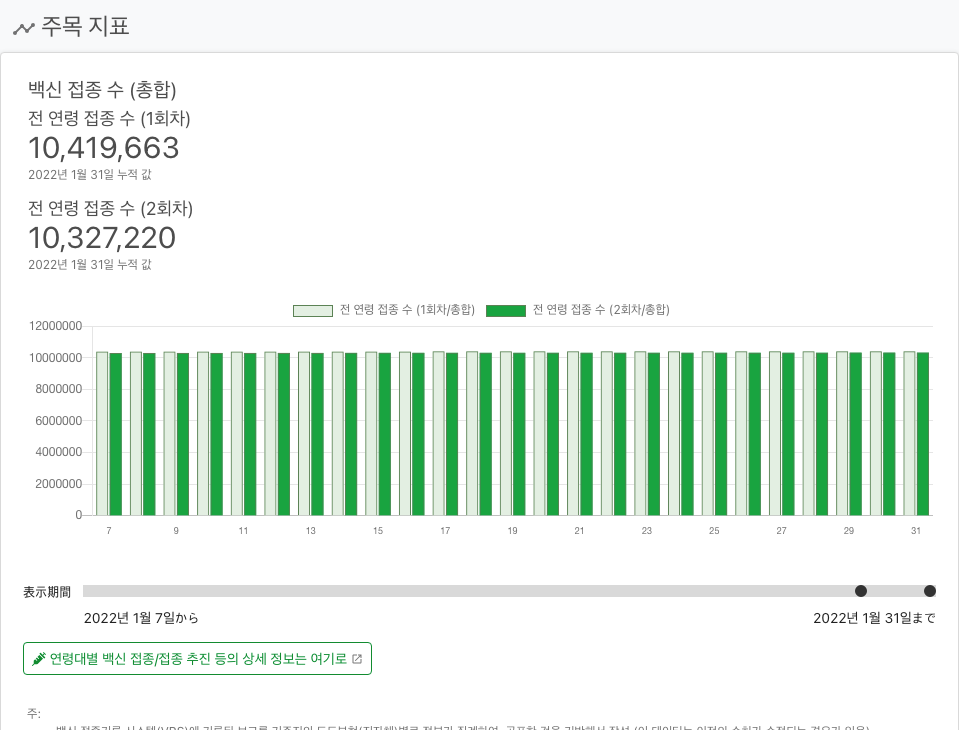 주목 지표
백신 접종 수 (총합)
전 연령 접종 수 (1회차)
10,419,663
2022년 1월 31일 누적 값
전 연령 접종 수 (2회차)
10,327,220
2022년 1월 31일 누적 값
전 연령 접종 수 (1회차/총합) 전 연령 접종 수 (2회차/총합)
12000000
10000000
8000000
6000000
4000000
2000000
0
7 9 11 13 15 17 19 21 23 25 27 29 31
表示期間
2022년 1월 7일から 2022년 1월 31일まで
연령대별 백신 접종/접종 추진 등의 상세 정보는 여기로
주: